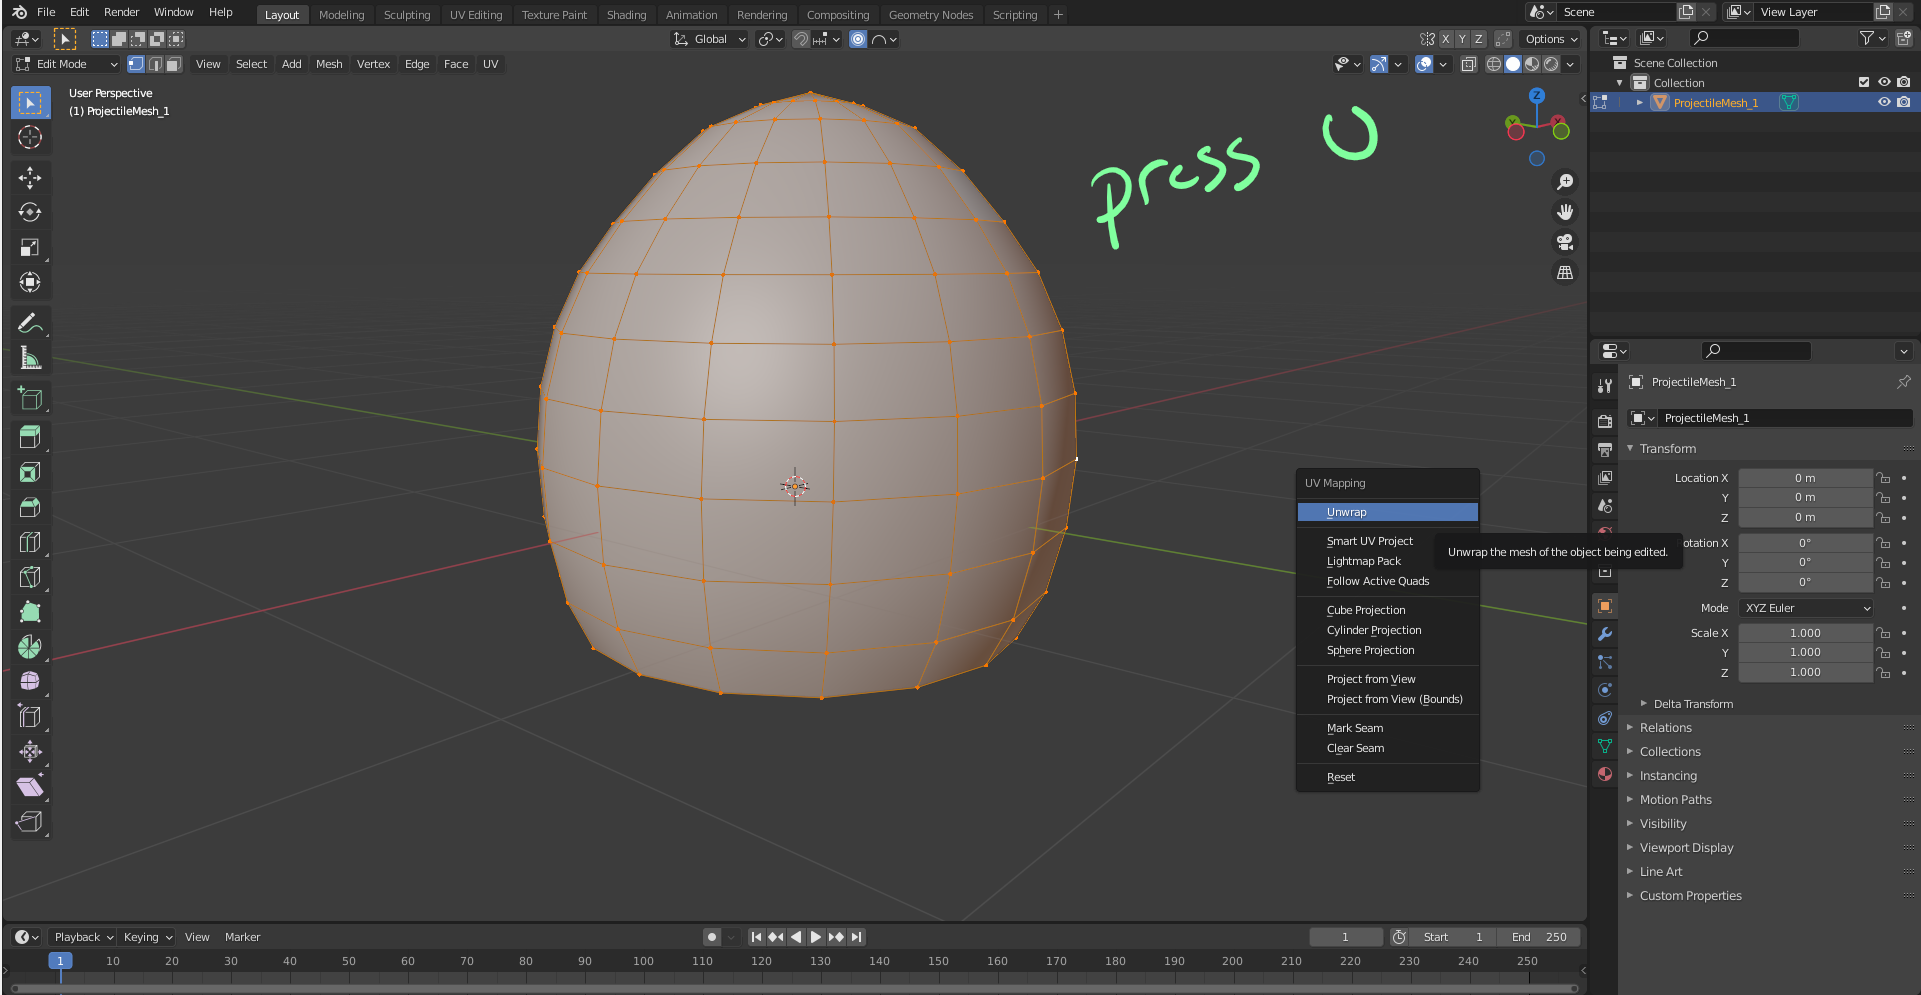 File Edit Render Window Help Layout Modeling Sculpting UV Editing Texture Paint Shading Animation Rendering Compositing Geometry Nodes Scripting + Scene View Layer
Global X Y Z Options
Edit Mode View Select Add Mesh Vertex Edge Face UV
User Perspective
(1) ProjectileMesh_1
press U
Z
Y
X
UV Mapping
Unwrap
Smart UV Project
Lightmap Pack
Follow Active Quads
Cube Projection
Cylinder Projection
Sphere Projection
Project from View
Project from View (Bounds)
Mark Seam
Clear Seam
Reset
Unwrap the mesh of the object being edited.
Scene Collection
Collection
ProjectileMesh_1
ProjectileMesh_1
ProjectileMesh_1
Transform
Location X 0 m
Y 0 m
Z 0 m
otation X 0°
Y 0°
Z 0°
Mode XYZ Euler
Scale X 1.000
Y 1.000
Z 1.000
Delta Transform
Relations
Collections
Instancing
Motion Paths
Visibility
Viewport Display
Line Art
Custom Properties
Playback Keying View Marker 1 Start 1 End 250
1 10 20 30 40 50 60 70 80 90 100 110 120 130 140 150 160 170 180 190 200 210 220 230 240 250